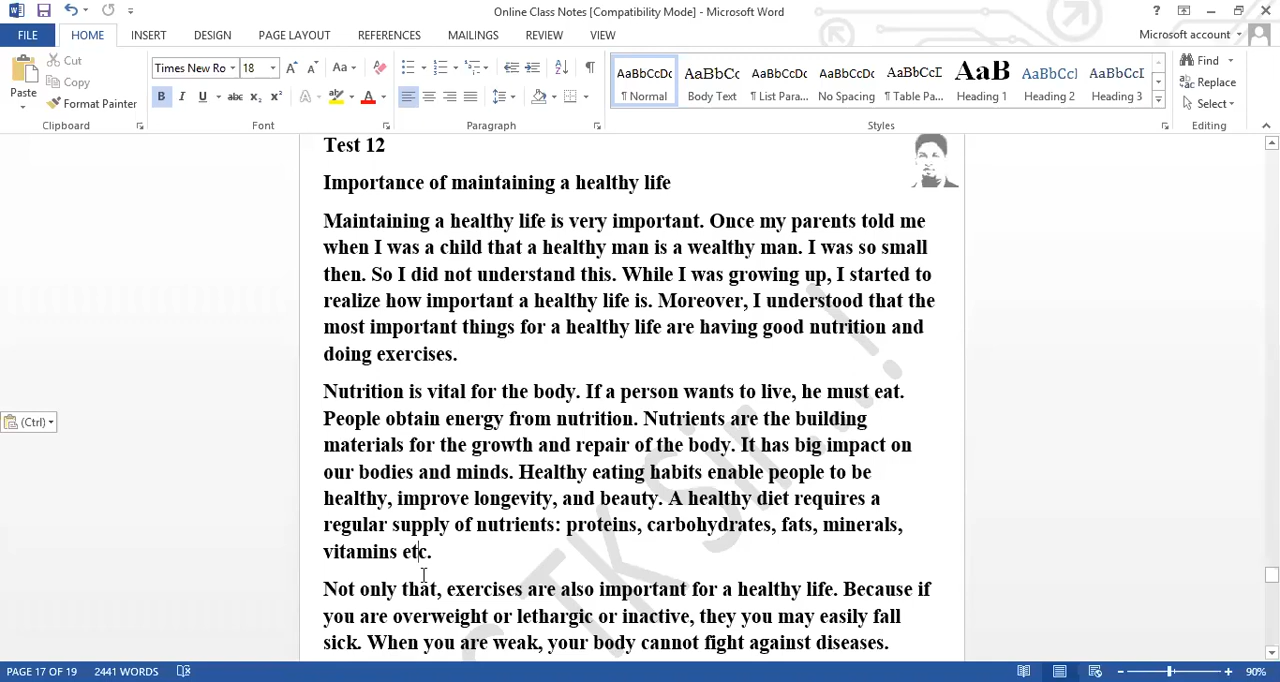 Online Class Notes [Compatibility Mode] - Microsoft Word
?
FILE HOME INSERT DESIGN PAGE LAYOUT REFERENCES MAILINGS REVIEW VIEW Microsoft account
Paste
Cut
Copy
Format Painter
Clipboard
Times New Ro 18
Font
Paragraph
AaBbCcDc AaBbCc AaBbCcDc AaBbCcDc AaBbCcI AaB AaBbCcI AaBbCcI
¶ Normal Body Text ¶ List Para... No Spacing ¶ Table Pa... Heading 1 Heading 2 Heading 3
Styles
Find
Replace
Select
Editing
Test 12
Importance of maintaining a healthy life
Maintaining a healthy life is very important. Once my parents told me
when I was a child that a healthy man is a wealthy man. I was so small
then. So I did not understand this. While I was growing up, I started to
realize how important a healthy life is. Moreover, I understood that the
most important things for a healthy life are having good nutrition and
doing exercises.
Nutrition is vital for the body. If a person wants to live, he must eat.
People obtain energy from nutrition. Nutrients are the building
materials for the growth and repair of the body. It has big impact on
our bodies and minds. Healthy eating habits enable people to be
healthy, improve longevity, and beauty. A healthy diet requires a
regular supply of nutrients: proteins, carbohydrates, fats, minerals,
vitamins etc.
Not only that, exercises are also important for a healthy life. Because if
you are overweight or lethargic or inactive, they you may easily fall
sick. When you are weak, your body cannot fight against diseases.
(Ctrl)
TK Sir..!!
PAGE 17 OF 19 2441 WORDS 90%